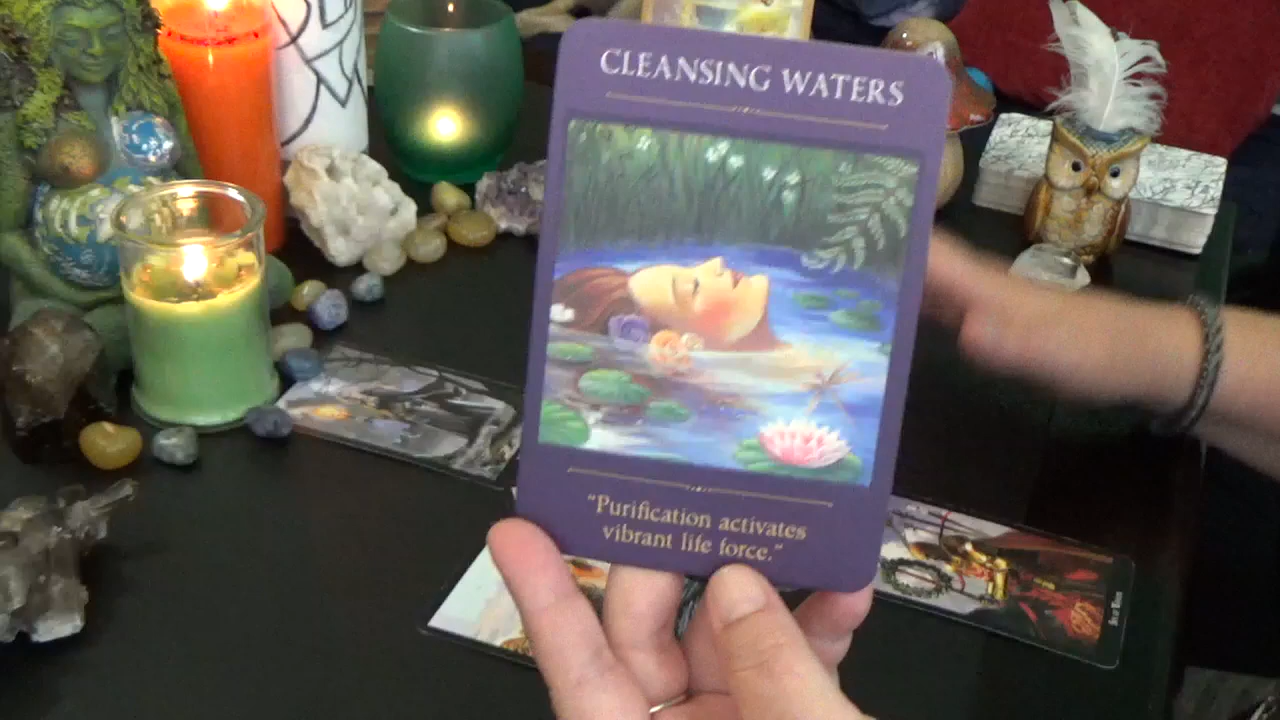 CLEANSING WATERS
"Purification activates
vibrant life force."